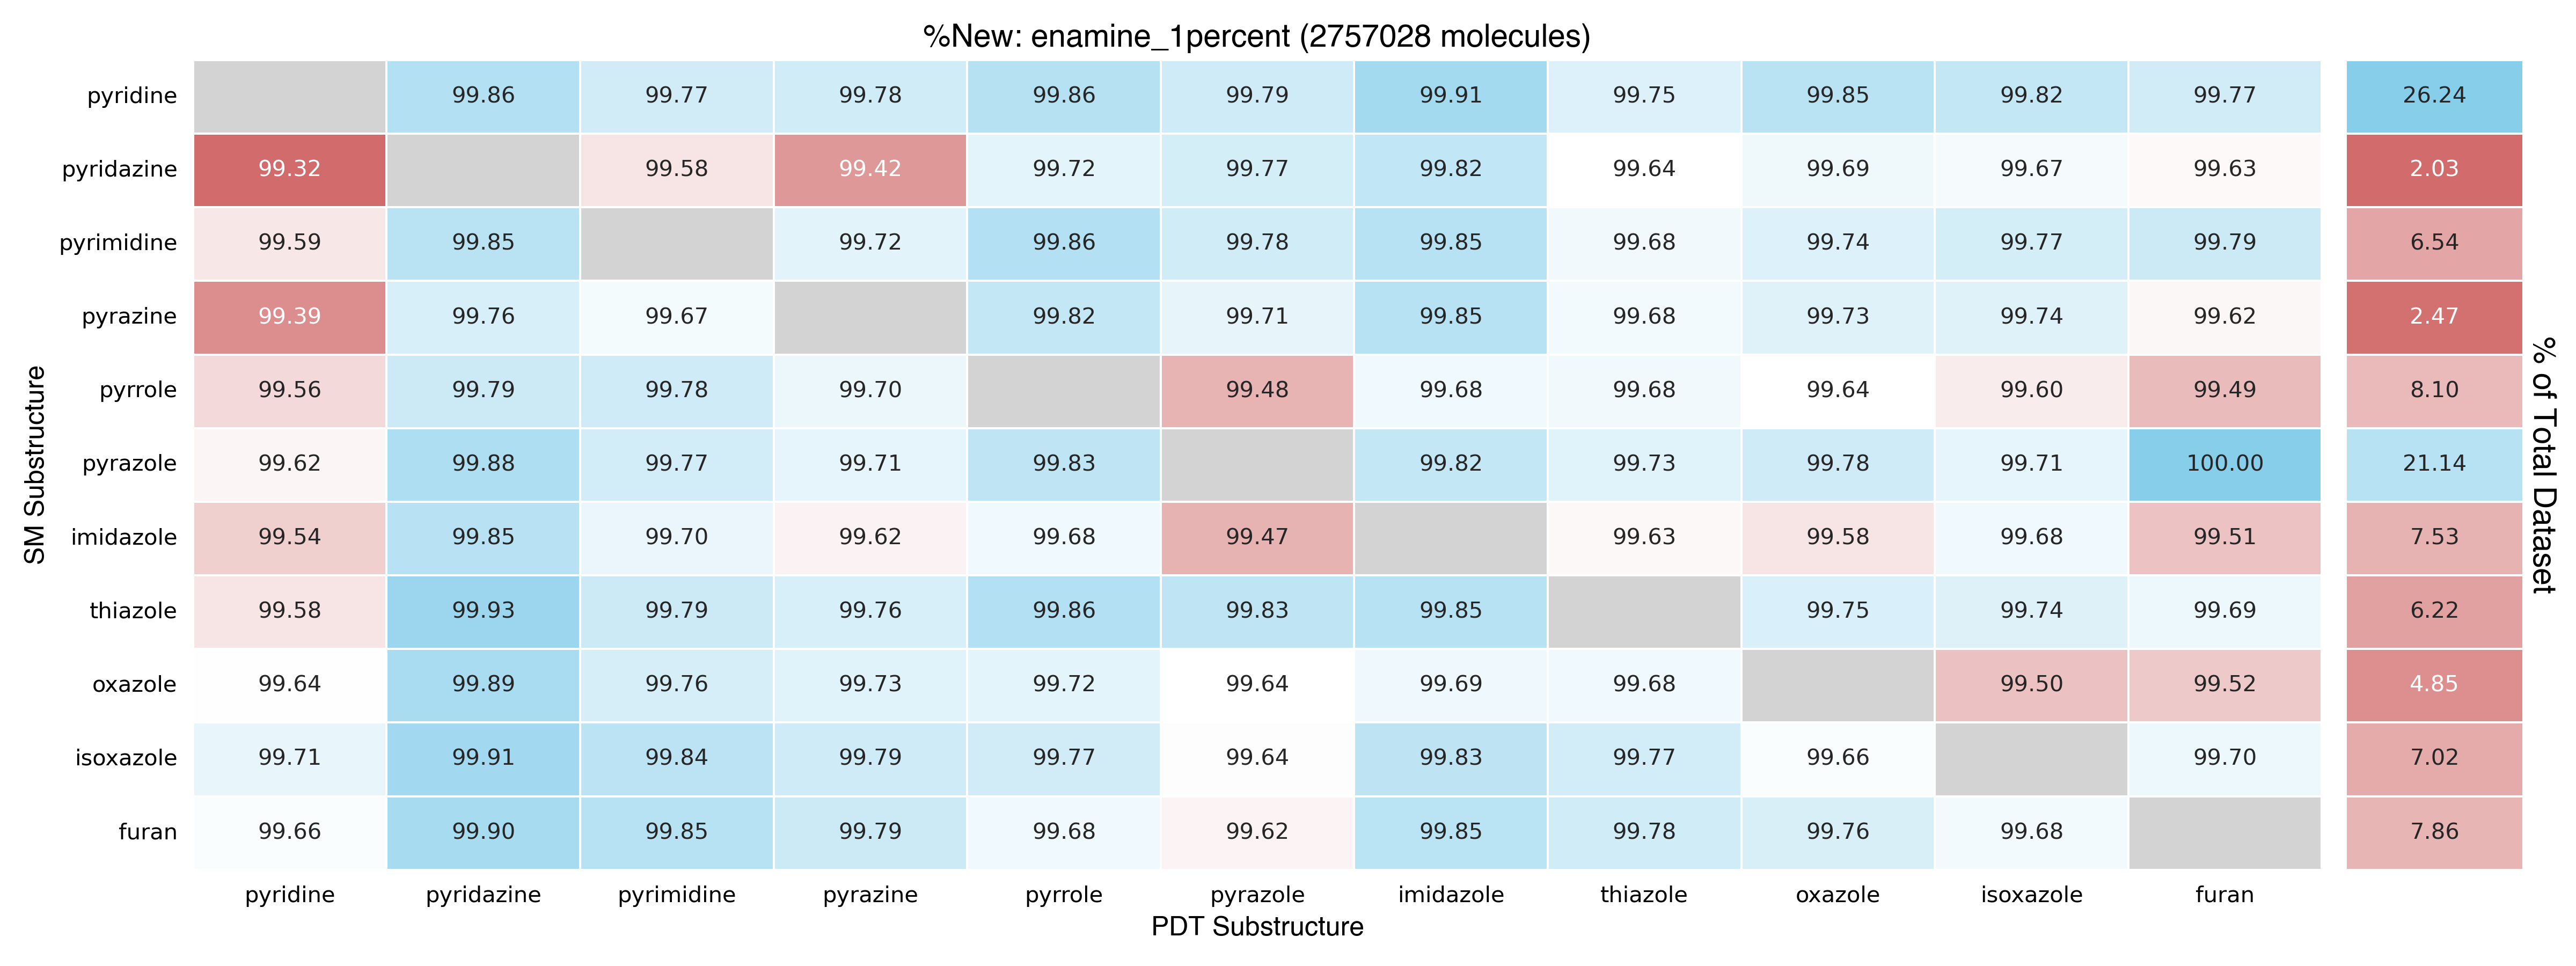 %New: enamine_1percent (2757028 molecules)
pyridine 99.86 99.77 99.78 99.86 99.79 99.91 99.75 99.85 99.82 99.77 26.24
pyridazine 99.32 99.58 99.42 99.72 99.77 99.82 99.64 99.69 99.67 99.63 2.03
pyrimidine 99.59 99.85 99.72 99.86 99.78 99.85 99.68 99.74 99.77 99.79 6.54
pyrazine 99.39 99.76 99.67 99.82 99.71 99.85 99.68 99.73 99.74 99.62 2.47
pyrrole 99.56 99.79 99.78 99.70 99.48 99.68 99.68 99.64 99.60 99.49 8.10
pyrazole 99.62 99.88 99.77 99.71 99.83 99.82 99.73 99.78 99.71 100.00 21.14
imidazole 99.54 99.85 99.70 99.62 99.68 99.47 99.63 99.58 99.68 99.51 7.53
thiazole 99.58 99.93 99.79 99.76 99.86 99.83 99.85 99.75 99.74 99.69 6.22
oxazole 99.64 99.89 99.76 99.73 99.72 99.64 99.69 99.68 99.50 99.52 4.85
isoxazole 99.71 99.91 99.84 99.79 99.77 99.64 99.83 99.77 99.66 99.70 7.02
furan 99.66 99.90 99.85 99.79 99.68 99.62 99.85 99.78 99.76 99.68 7.86
pyridine pyridazine pyrimidine pyrazine pyrrole pyrazole imidazole thiazole oxazole isoxazole furan
PDT Substructure
SM Substructure
% of Total Dataset